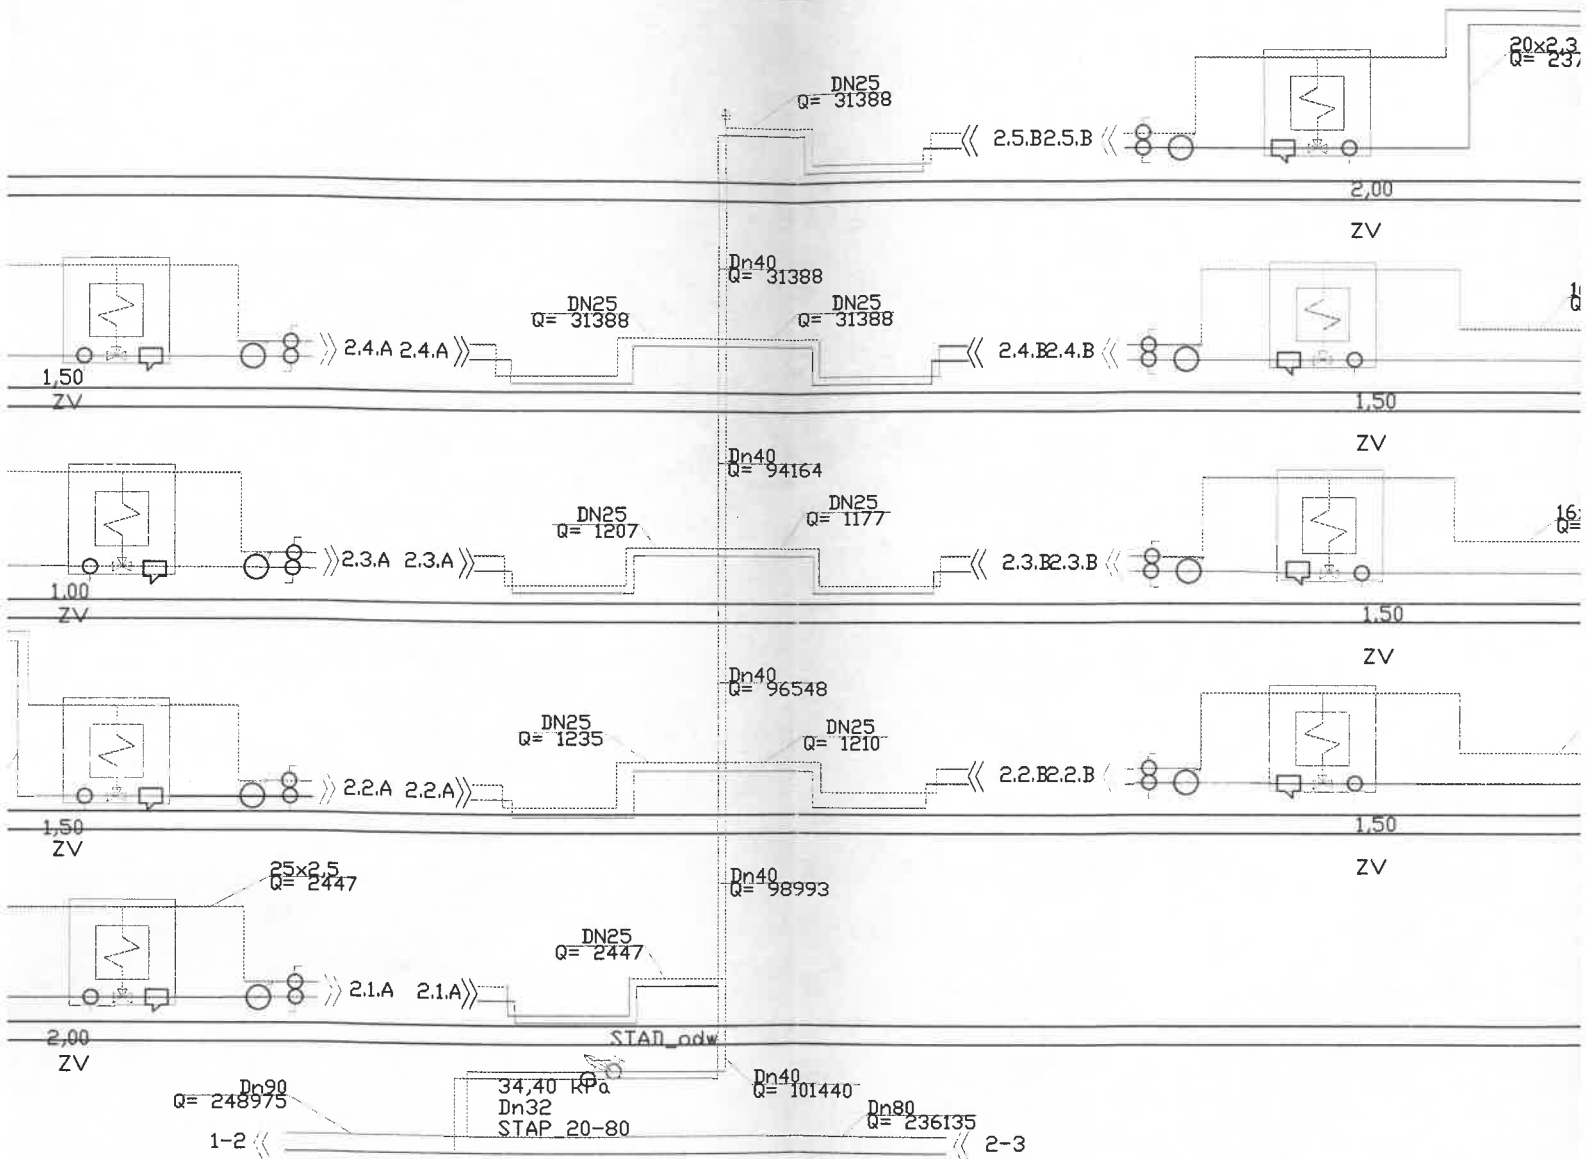 20x2,3
Q= 237
DN25
Q= 31388
2.5.B2.5.B
2,00
ZV
Dn40
Q= 31388
DN25
Q= 31388
DN25
Q= 31388
2.4.A 2.4.A
2.4.B2.4.B
1,50
ZV
1,50
ZV
Dn40
Q= 94164
DN25
Q= 1207
DN25
Q= 1177
16x
Q=
2.3.A 2.3.A
2.3.B2.3.B
1.00
ZV
1.50
ZV
Dn40
Q= 96548
DN25
Q= 1235
DN25
Q= 1210
2.2.A 2.2.A
2.2.B2.2.B
1,50
ZV
1,50
ZV
25x2,5
Q= 2447
Dn40
Q= 98993
DN25
Q= 2447
2.1.A 2.1.A
2,00
ZV
STAD_odw
Dn90
Q= 248975
34,40 kPa
Dn32
STAP_20-80
Dn40
Q= 101440
Dn80
Q= 236135
1-2
2-3